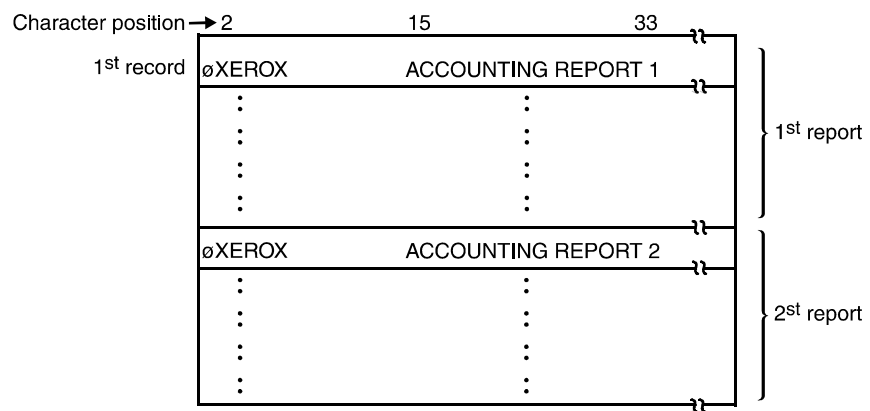 Character position → 2 15 33
1st record øXEROX ACCOUNTING REPORT 1
1st report
øXEROX ACCOUNTING REPORT 2
2st report